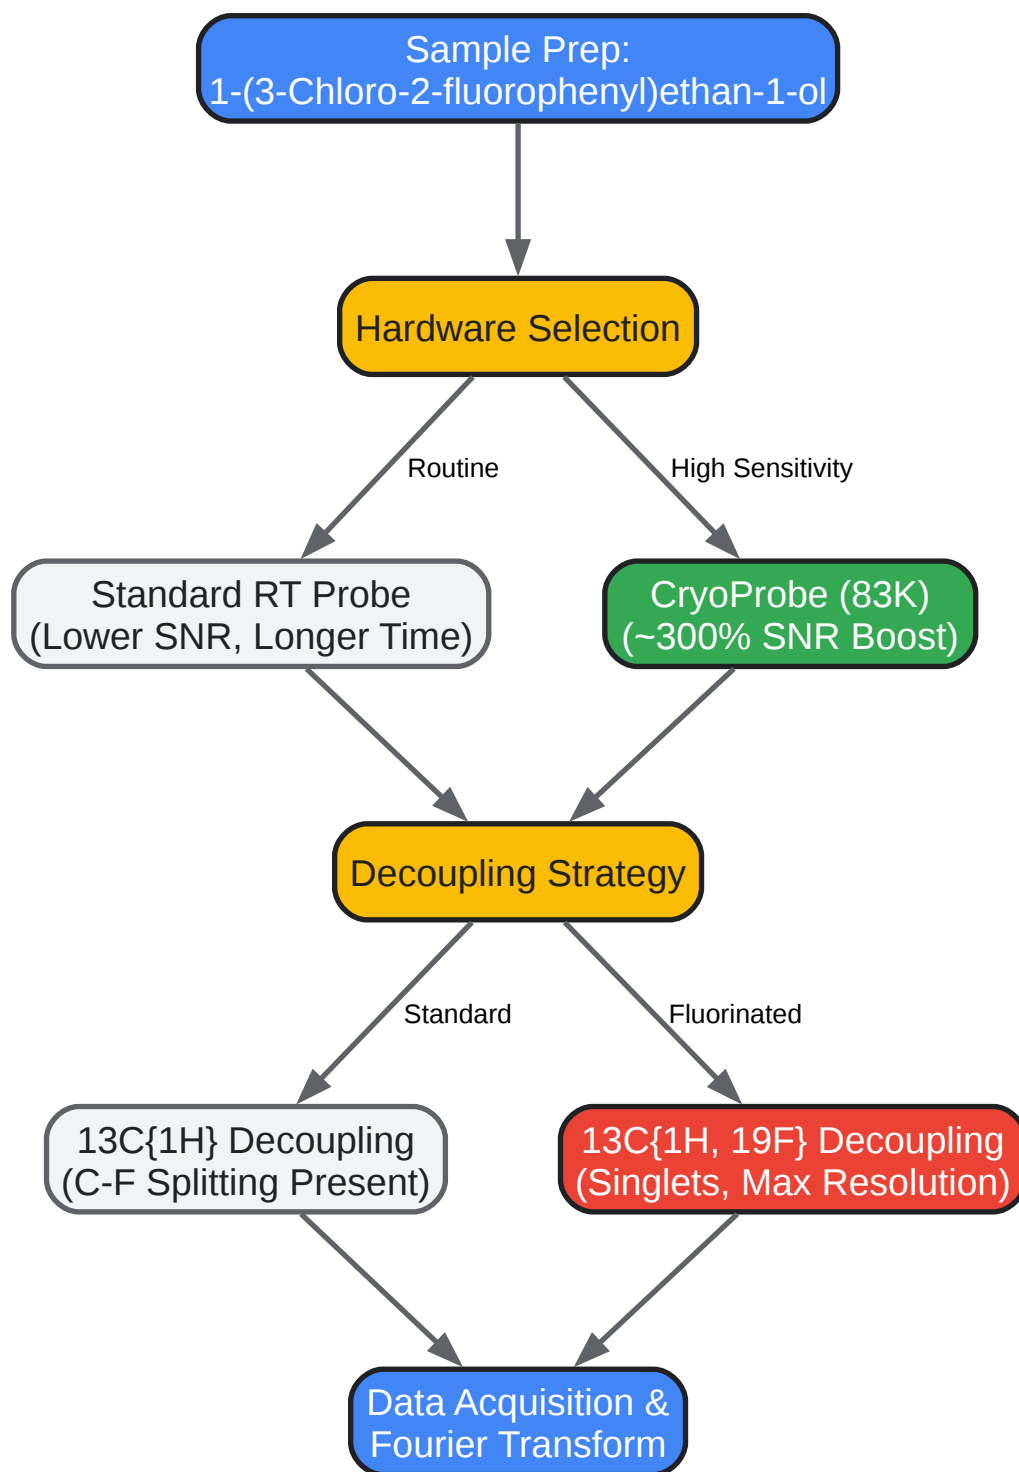 Sample Prep:
1-(3-Chloro-2-fluorophenyl)ethan-1-ol
Hardware Selection
Routine
High Sensitivity
Standard RT Probe
(Lower SNR, Longer Time)
CryoProbe (83K)
(~300% SNR Boost)
Decoupling Strategy
Standard
Fluorinated
13C{1H} Decoupling
(C-F Splitting Present)
13C{1H, 19F} Decoupling
(Singlets, Max Resolution)
Data Acquisition &
Fourier Transform